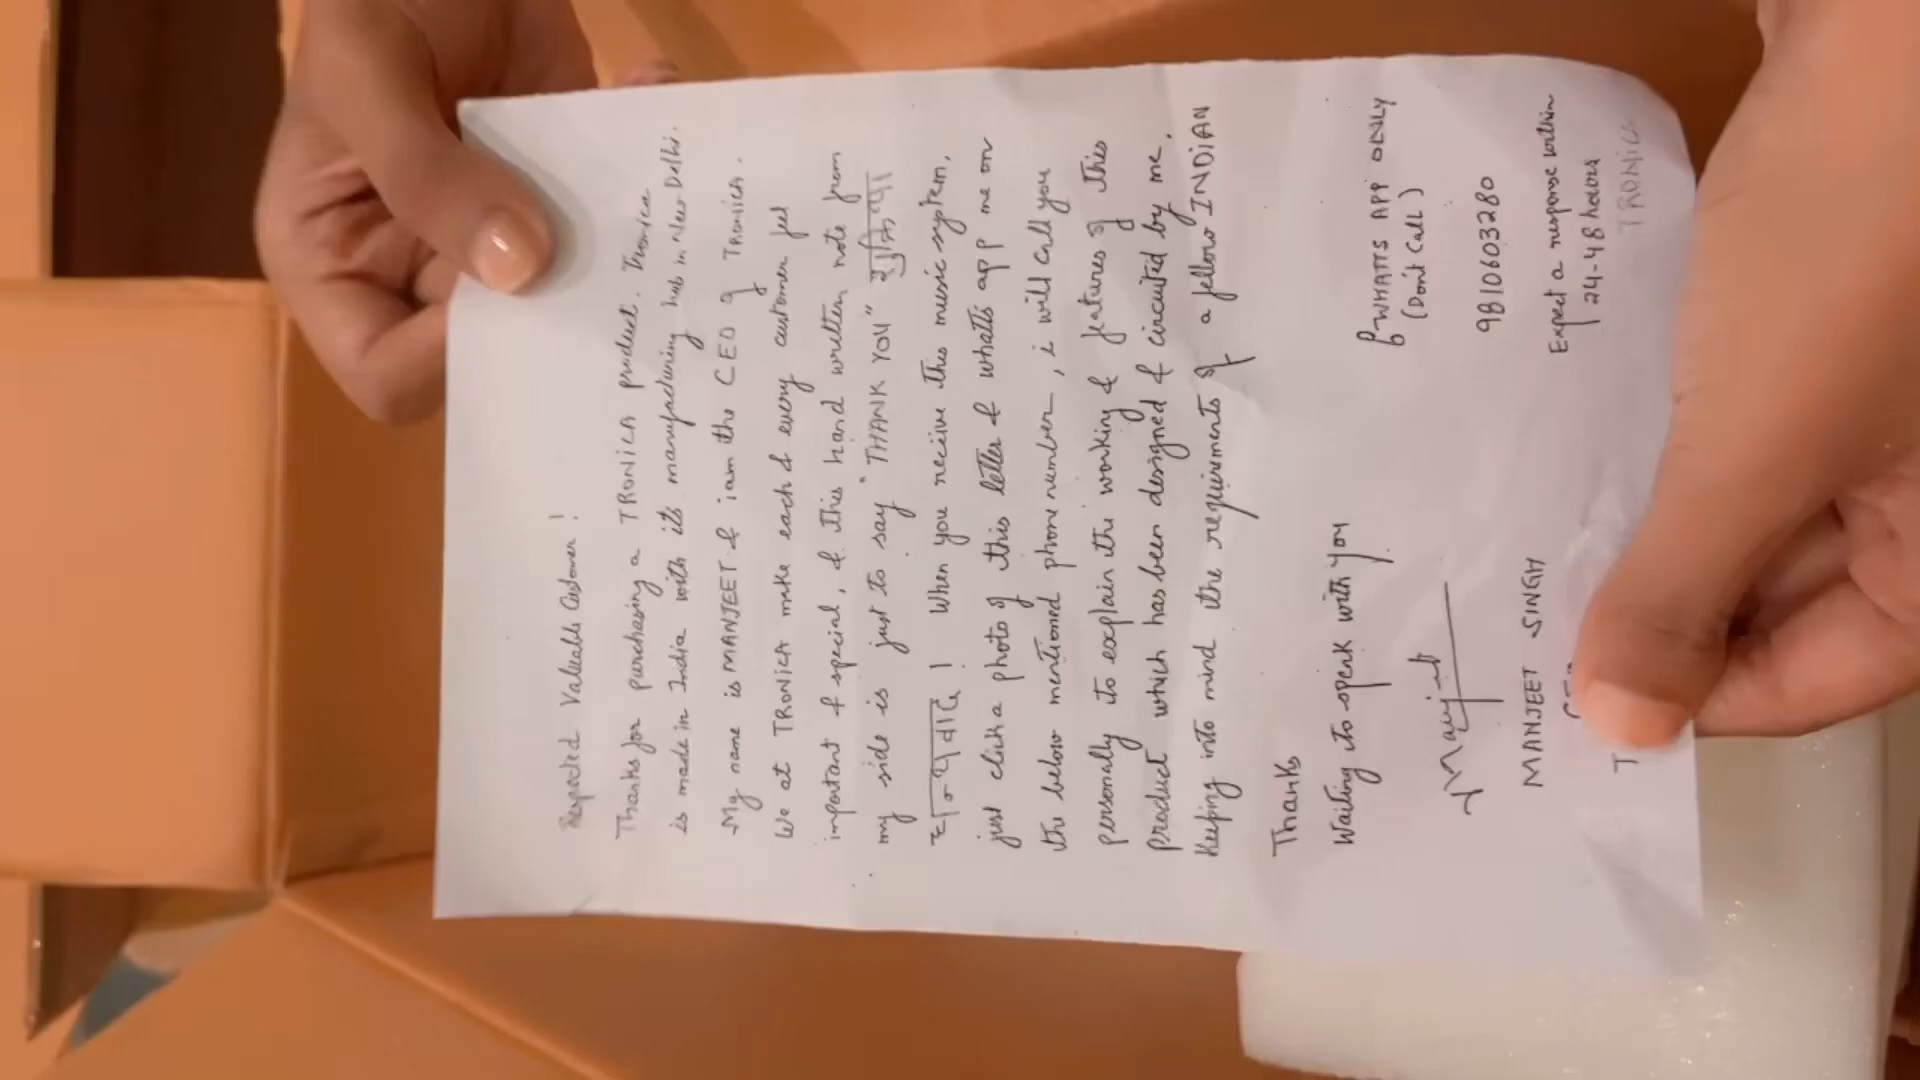 Respected Valuable Customer !
Thanks for purchasing a TRONICA product. Tronica
is made in India with its manufacturing hub in New Delhi.
My name is MANJEET & i am the CEO of TRONICA.
We at TRONICA make each & every customer feel
important & special, & this hand written note from
my side is just to say "THANK YOU" शुक्रिया
धन्यवाद ! When you receive this music system,
just click a photo of this letter & whatts app me on
the below mentioned phone number, i will call you
personally to explain the working & features of this
product which has been designed & circuited by me.
Keeping into mind the requirements of a fellow INDIAN
Thanks
Waiting to speak with you
WHATTS APP ONLY
(Dont Call)
Manjeet
9810603280
MANJEET SINGH
Expect a response within
24-48 hours
TRONICA